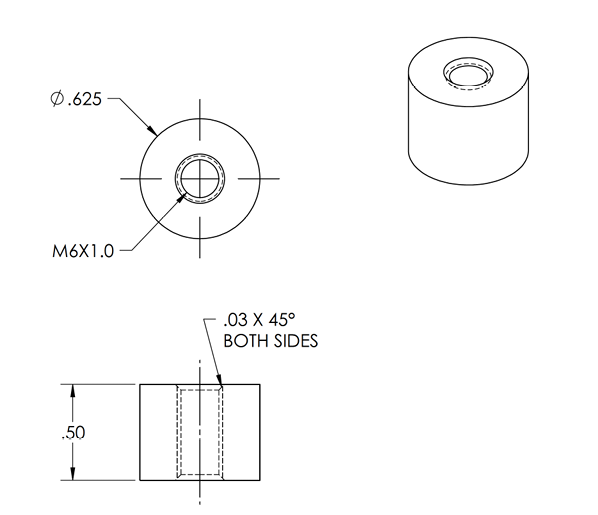 ∅ .625
M6X1.0
.03 X 45°
BOTH SIDES
.50